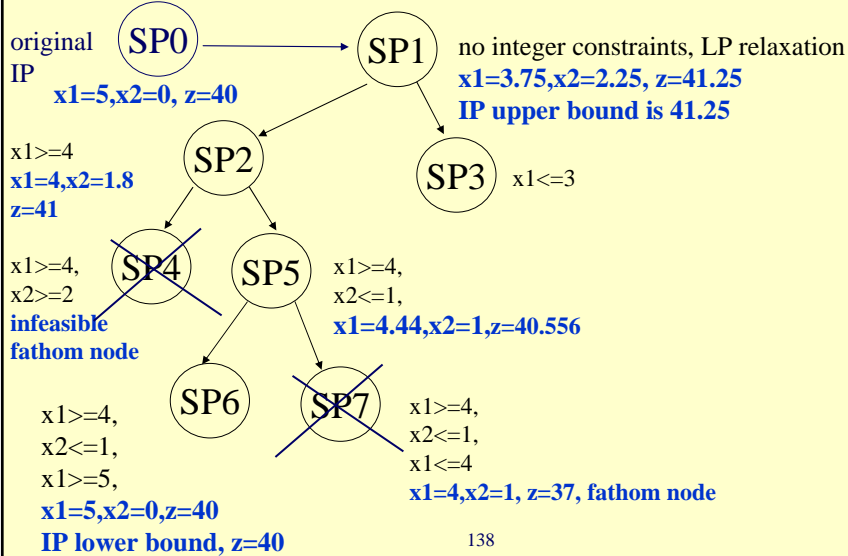 original
IP
SP0
x1=5,x2=0, z=40
SP1
no integer constraints, LP relaxation
x1=3.75,x2=2.25, z=41.25
IP upper bound is 41.25
x1>=4
x1=4,x2=1.8
z=41
SP2
SP3
x1<=3
x1>=4,
x2>=2
infeasible
fathom node
SP4
SP5
x1>=4,
x2<=1,
x1=4.44,x2=1,z=40.556
x1>=4,
x2<=1,
x1>=5,
x1=5,x2=0,z=40
IP lower bound, z=40
SP6
SP7
x1>=4,
x2<=1,
x1<=4
x1=4,x2=1, z=37, fathom node
138